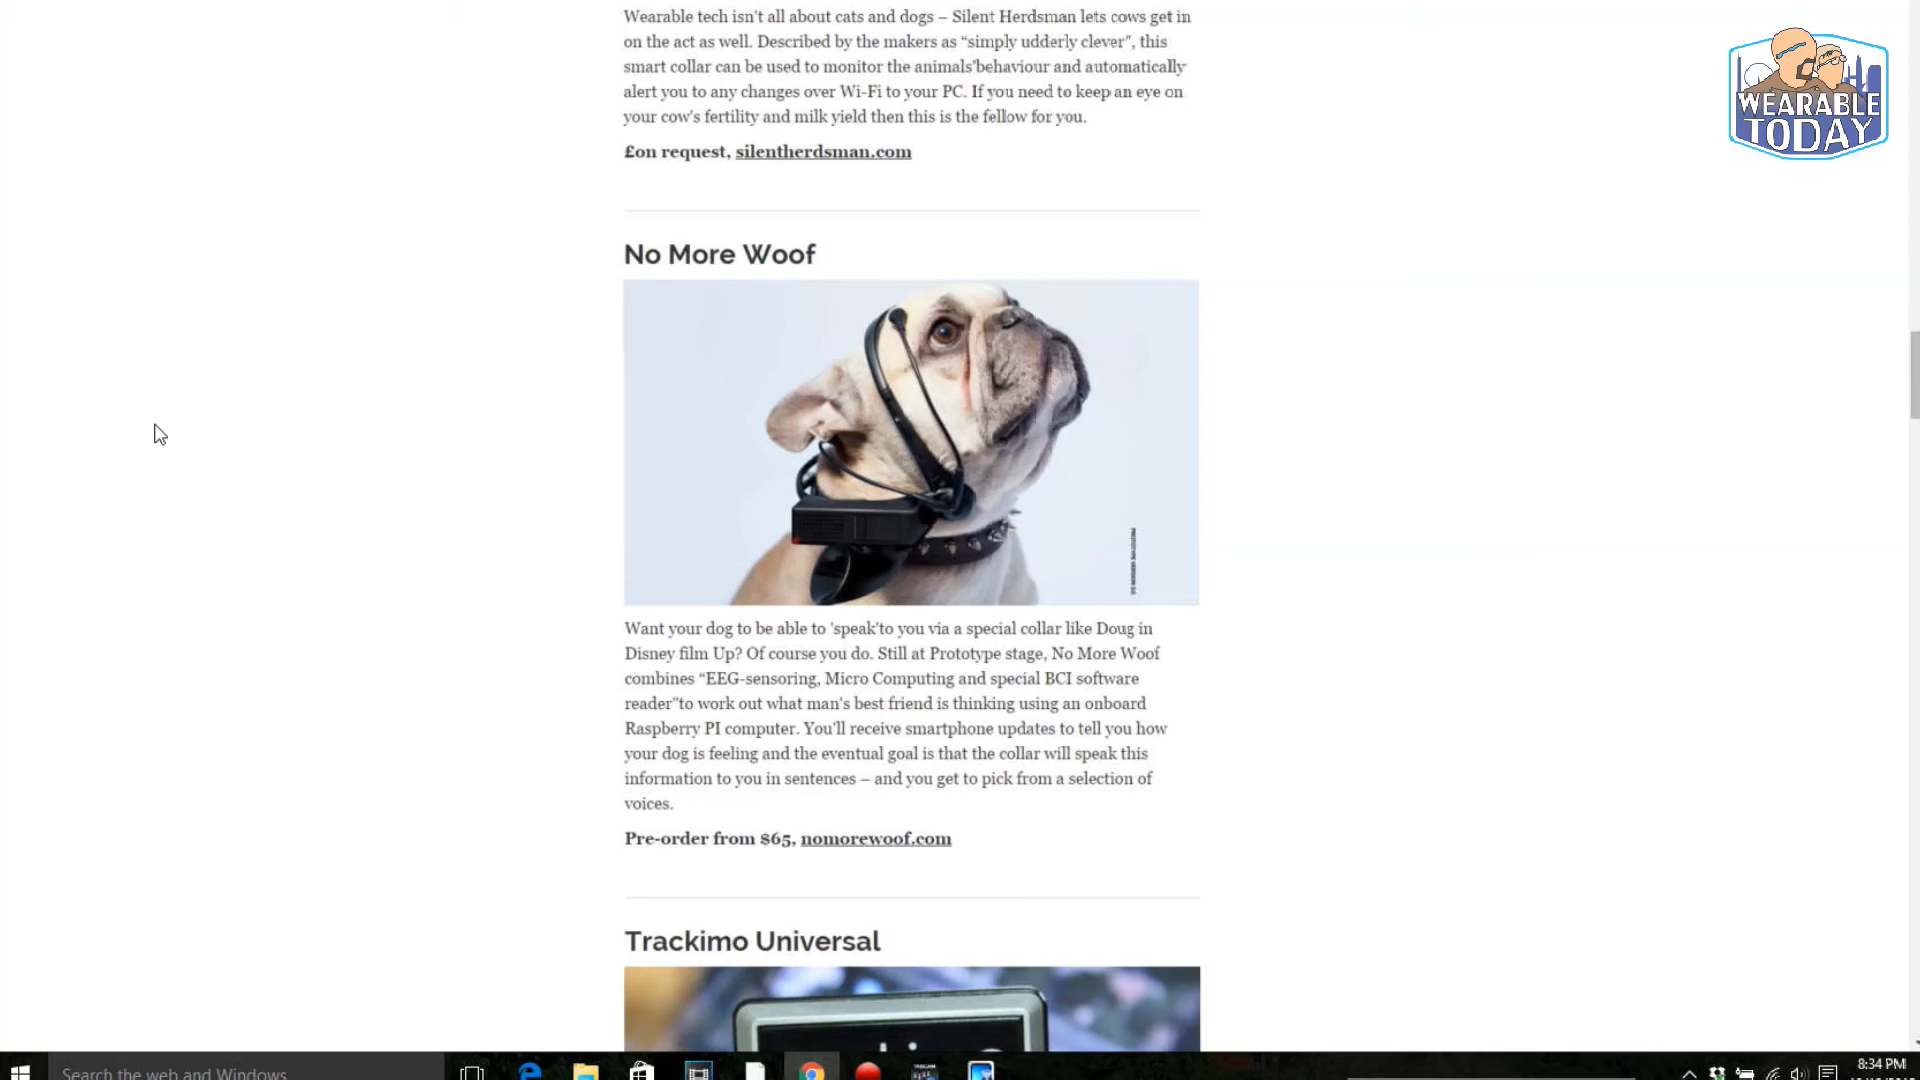 Wearable tech isn't all about cats and dogs – Silent Herdsman lets cows get in
on the act as well. Described by the makers as “simply udderly clever”, this
smart collar can be used to monitor the animals'behaviour and automatically
alert you to any changes over Wi-Fi to your PC. If you need to keep an eye on
your cow's fertility and milk yield then this is the fellow for you.
£on request, silentherdsman.com
WEARABLE
TODAY
No More Woof
Want your dog to be able to 'speak'to you via a special collar like Doug in
Disney film Up? Of course you do. Still at Prototype stage, No More Woof
combines “EEG-sensoring, Micro Computing and special BCI software
reader"to work out what man's best friend is thinking using an onboard
Raspberry PI computer. You'll receive smartphone updates to tell you how
your dog is feeling and the eventual goal is that the collar will speak this
information to you in sentences – and you get to pick from a selection of
voices.
Pre-order from $65, nomorewoof.com
Trackimo Universal
Search the web and Windows
8:34 PM